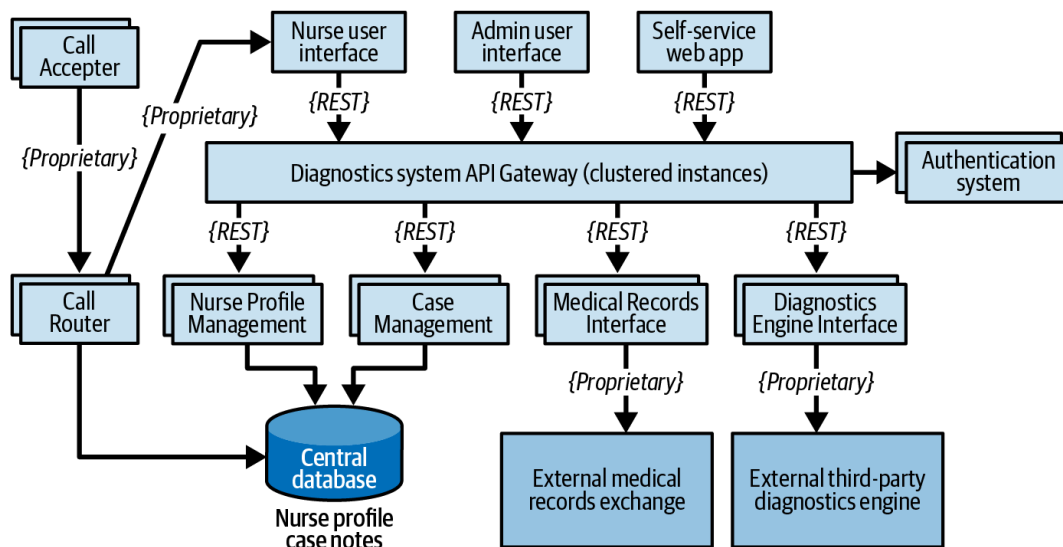 Call
Accepter
Nurse user
interface
Admin user
interface
Self-service
web app
{Proprietary}
{Proprietary}
{REST}
{REST}
{REST}
Diagnostics system API Gateway (clustered instances)
Authentication
system
{REST}
{REST}
{REST}
{REST}
Call
Router
Nurse Profile
Management
Case
Management
Medical Records
Interface
Diagnostics
Engine Interface
{Proprietary}
{Proprietary}
Central
database
Nurse profile
case notes
External medical
records exchange
External third-party
diagnostics engine